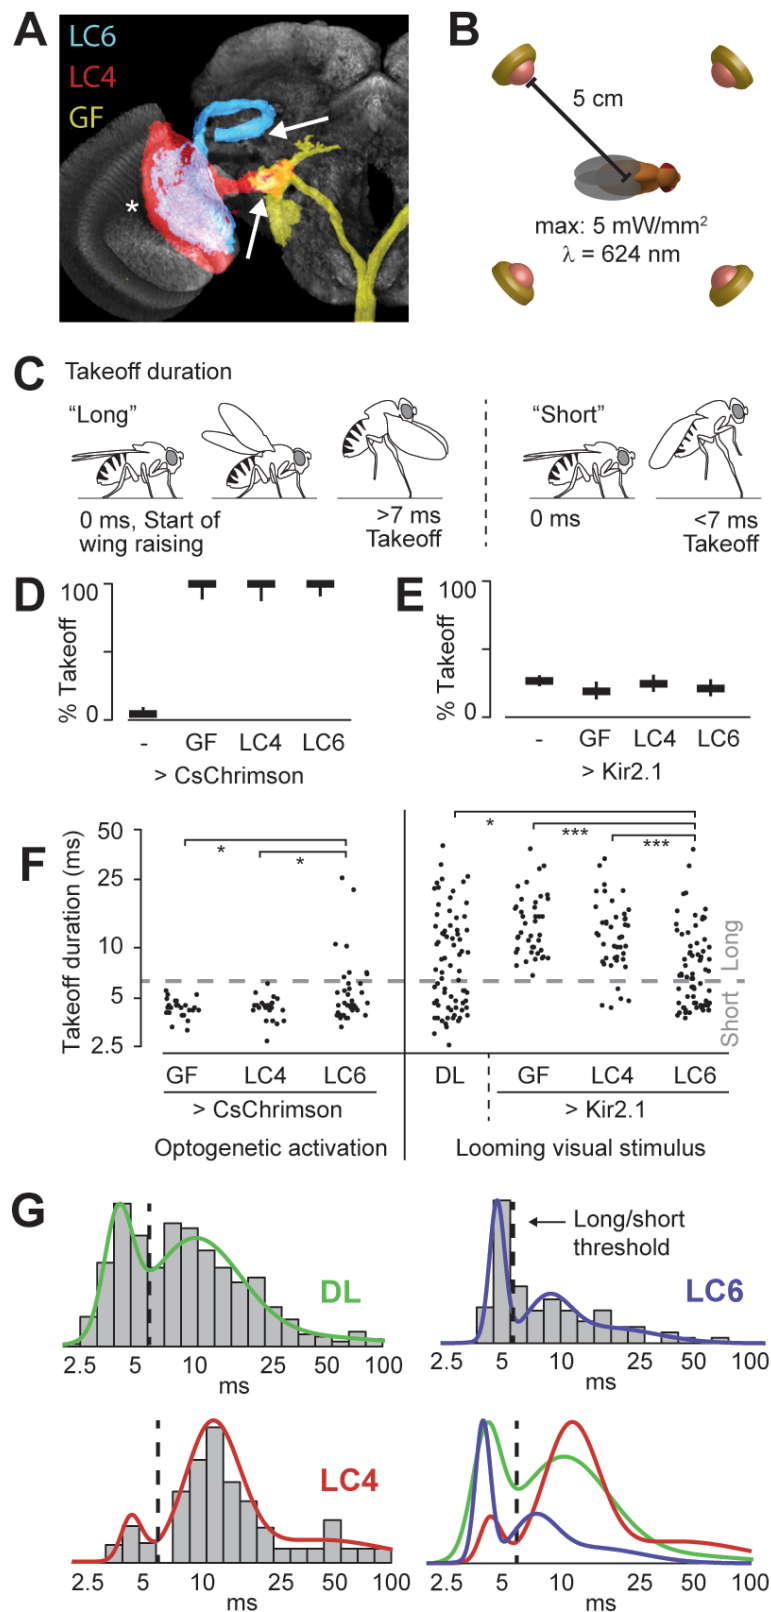 A
LC6
LC4
GF
*
B
5 cm
max: 5 mW/mm²
λ = 624 nm
C
Takeoff duration
“Long”
“Short”
0 ms, Start of
wing raising
>7 ms
Takeoff
0 ms
<7 ms
Takeoff
D
% Takeoff
100
0
-
GF
LC4
LC6
> CsChrimson
E
% Takeoff
100
0
-
GF
LC4
LC6
> Kir2.1
F
Takeoff duration (ms)
50
25
10
5
2.5
*
*
*
***
***
Short
Long
GF
LC4
LC6
DL
GF
LC4
LC6
> CsChrimson
> Kir2.1
Optogenetic activation
Looming visual stimulus
G
DL
2.5
5
10
25
50
100
ms
Long/short
threshold
LC6
2.5
5
10
25
50
100
ms
LC4
2.5
5
10
25
50
100
ms
2.5
5
10
25
50
100
ms